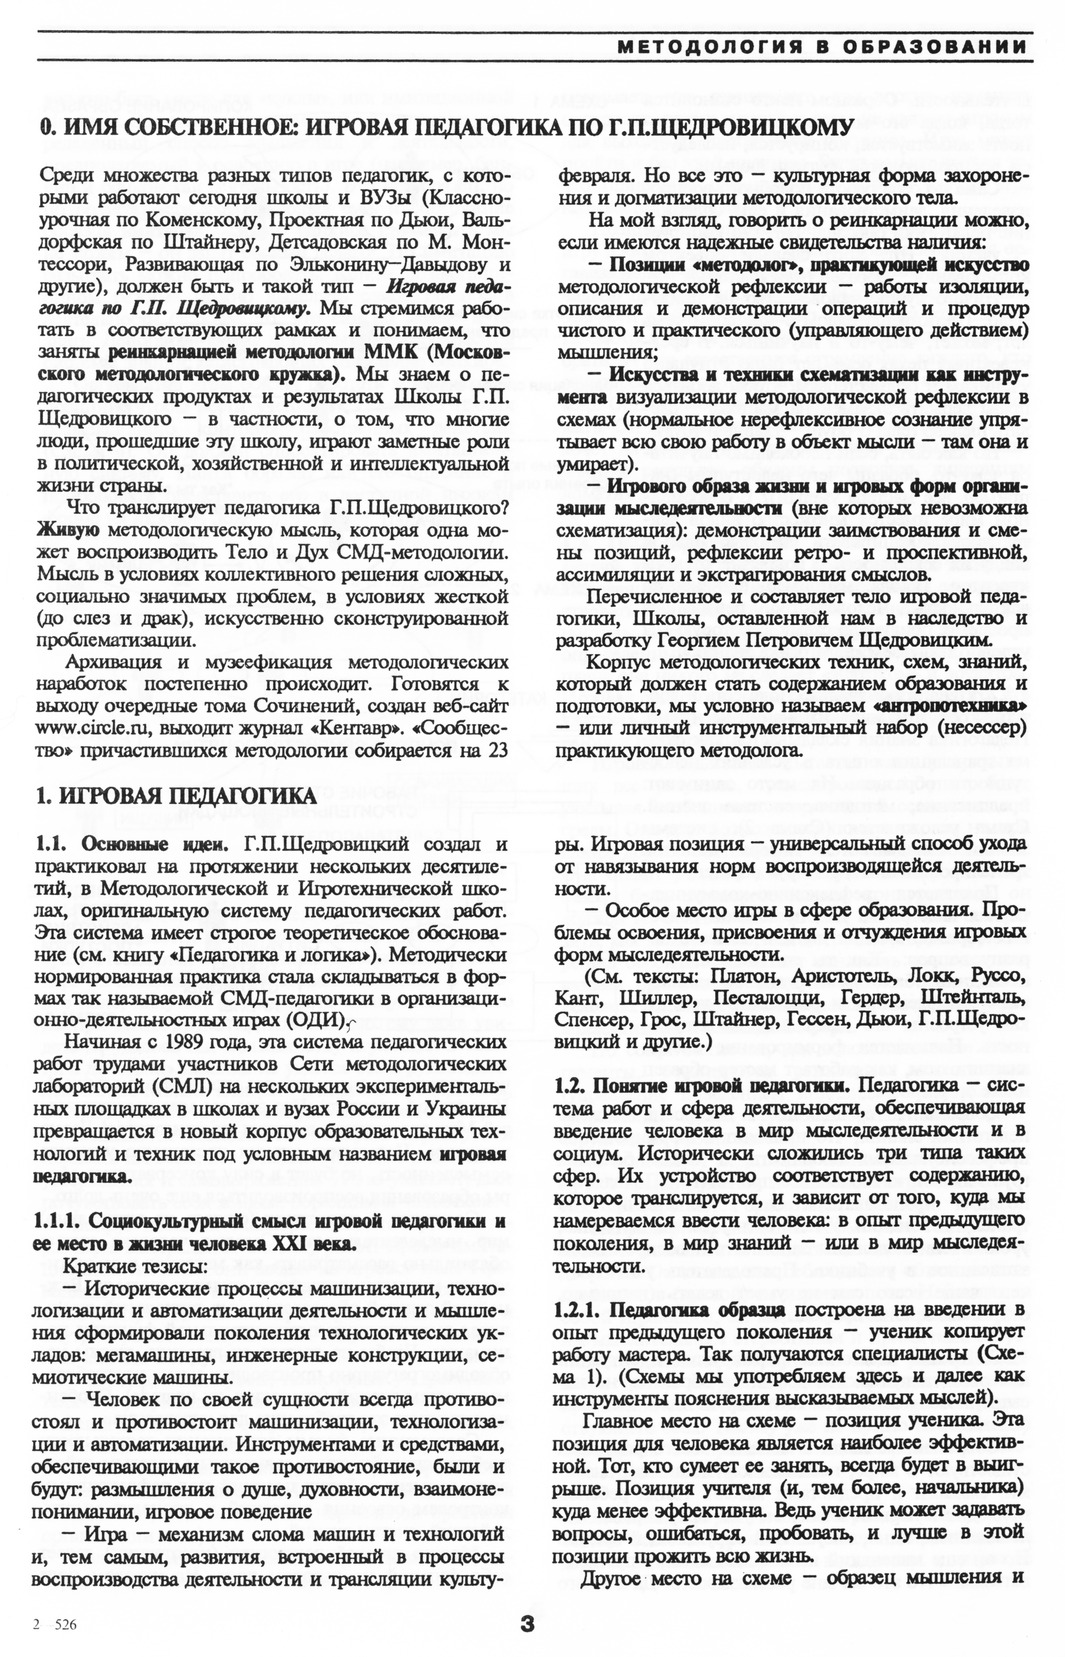 МЕТОДОЛОГИЯ В ОБРАЗОВАНИИ
0. ИМЯ СОБСТВЕННОЕ: ИГРОВАЯ ПЕДАГОГИКА ПО Г.П.ЩЕДРОВИЦКОМУ
Среди множества разных типов педагогик, с кото-
рыми работают сегодня школы и ВУЗы (Классно-
урочная по Коменскому, Проектная по Дьюи, Валь-
дорфская по Штайнеру, Детсадовская по М. Мон-
тессори, Развивающая по Эльконину—Давыдову и
другие), должен быть и такой тип — Игровая педа-
гогика по Г.П. Щедровицкому. Мы стремимся рабо-
тать в соответствующих рамках и понимаем, что
заняты реинкарнацией методологии ММК (Москов-
ского методологического кружка). Мы знаем о пе-
дагогических продуктах и результатах Школы Г.П.
Щедровицкого — в частности, о том, что многие
люди, прошедшие эту школу, играют заметные роли
в политической, хозяйственной и интеллектуальной
жизни страны.
Что транслирует педагогика Г.П.Щедровицкого?
Живую методологическую мысль, которая одна мо-
жет воспроизводить Тело и Дух СМД-методологии.
Мысль в условиях коллективного решения сложных,
социально значимых проблем, в условиях жесткой
(до слез и драк), искусственно сконструированной
проблематизации.
Архивация и музеефикация методологических
наработок постепенно происходит. Готовятся к
выходу очередные тома Сочинений, создан веб-сайт
www.circle.ru, выходит журнал «Кентавр». «Сообщес-
тво» причастившихся методологии собирается на 23
февраля. Но все это — культурная форма захороне-
ния и догматизации методологического тела.
На мой взгляд, говорить о реинкарнации можно,
если имеются надежные свидетельства наличия:
— Позиции «методолог», практикующей искусство
методологической рефлексии — работы изоляции,
описания и демонстрации операций и процедур
чистого и практического (управляющего действием)
мышления;
— Искусства и техники схематизации как инстру-
мента визуализации методологической рефлексии в
схемах (нормальное нерефлексивное сознание упря-
тывает всю свою работу в объект мысли — там она и
умирает).
— Игрового образа жизни и игровых форм органи-
зации мыследеятельности (вне которых невозможна
схематизация): демонстрации заимствования и сме-
ны позиций, рефлексии ретро- и проспективной,
ассимиляции и экстрагирования смыслов.
Перечисленное и составляет тело игровой педа-
гогики, Школы, оставленной нам в наследство и
разработку Георгием Петровичем Щедровицким.
Корпус методологических техник, схем, знаний,
который должен стать содержанием образования и
подготовки, мы условно называем «антропотехника»
— или личный инструментальный набор (несессер)
практикующего методолога.
1. ИГРОВАЯ ПЕДАГОГИКА
1.1. Основные идеи. Г.П.Щедровицкий создал и
практиковал на протяжении нескольких десятиле-
тий, в Методологической и Игротехнической шко-
лах, оригинальную систему педагогических работ.
Эта система имеет строгое теоретическое обоснова-
ние (см. книгу «Педагогика и логика»). Методически
нормированная практика стала складываться в фор-
мах так называемой СМД-педагогики в организаци-
онно-деятельностных играх (ОДИ).
Начиная с 1989 года, эта система педагогических
работ трудами участников Сети методологических
лабораторий (СМЛ) на нескольких эксперименталь-
ных площадках в школах и вузах России и Украины
превращается в новый корпус образовательных тех-
нологий и техник под условным названием игровая
педагогика.
1.1.1. Социокультурный смысл игровой педагогики и
ее место в жизни человека XXI века.
Краткие тезисы:
— Исторические процессы машинизации, техно-
логизации и автоматизации деятельности и мышле-
ния сформировали поколения технологических ук-
ладов: мегамашины, инженерные конструкции, се-
миотические машины.
— Человек по своей сущности всегда противо-
стоял и противостоит машинизации, технологиза-
ции и автоматизации. Инструментами и средствами,
обеспечивающими такое противостояние, были и
будут: размышления о душе, духовности, взаимоне-
понимании, игровое поведение
— Игра — механизм слома машин и технологий
и, тем самым, развития, встроенный в процессы
воспроизводства деятельности и трансляции культу-
ры. Игровая позиция — универсальный способ ухода
от навязывания норм воспроизводящейся деятель-
ности.
— Особое место игры в сфере образования. Про-
блемы освоения, присвоения и отчуждения игровых
форм мыследеятельности.
(См. тексты: Платон, Аристотель, Локк, Руссо,
Кант, Шиллер, Песталоцци, Гердер, Штейнталь,
Спенсер, Грос, Штайнер, Гессен, Дьюи, Г.П.Щедро-
вицкий и другие.)
1.2. Понятие игровой педагогики. Педагогика — сис-
тема работ и сфера деятельности, обеспечивающая
введение человека в мир мыследеятельности и в
социум. Исторически сложились три типа таких
сфер. Их устройство соответствует содержанию,
которое транслируется, и зависит от того, куда мы
намереваемся ввести человека: в опыт предыдущего
поколения, в мир знаний — или в мир мыследея-
тельности.
1.2.1. Педагогика образца построена на введении в
опыт предыдущего поколения — ученик копирует
работу мастера. Так получаются специалисты (Схе-
ма 1). (Схемы мы употребляем здесь и далее как
инструменты пояснения высказываемых мыслей).
Главное место на схеме — позиция ученика. Эта
позиция для человека является наиболее эффектив-
ной. Тот, кто сумеет ее занять, всегда будет в выиг-
рыше. Позиция учителя (и, тем более, начальника)
куда менее эффективна. Ведь ученик может задавать
вопросы, ошибаться, пробовать, и лучше в этой
позиции прожить всю жизнь.
Другое место на схеме — образец мышления и
2 526
3